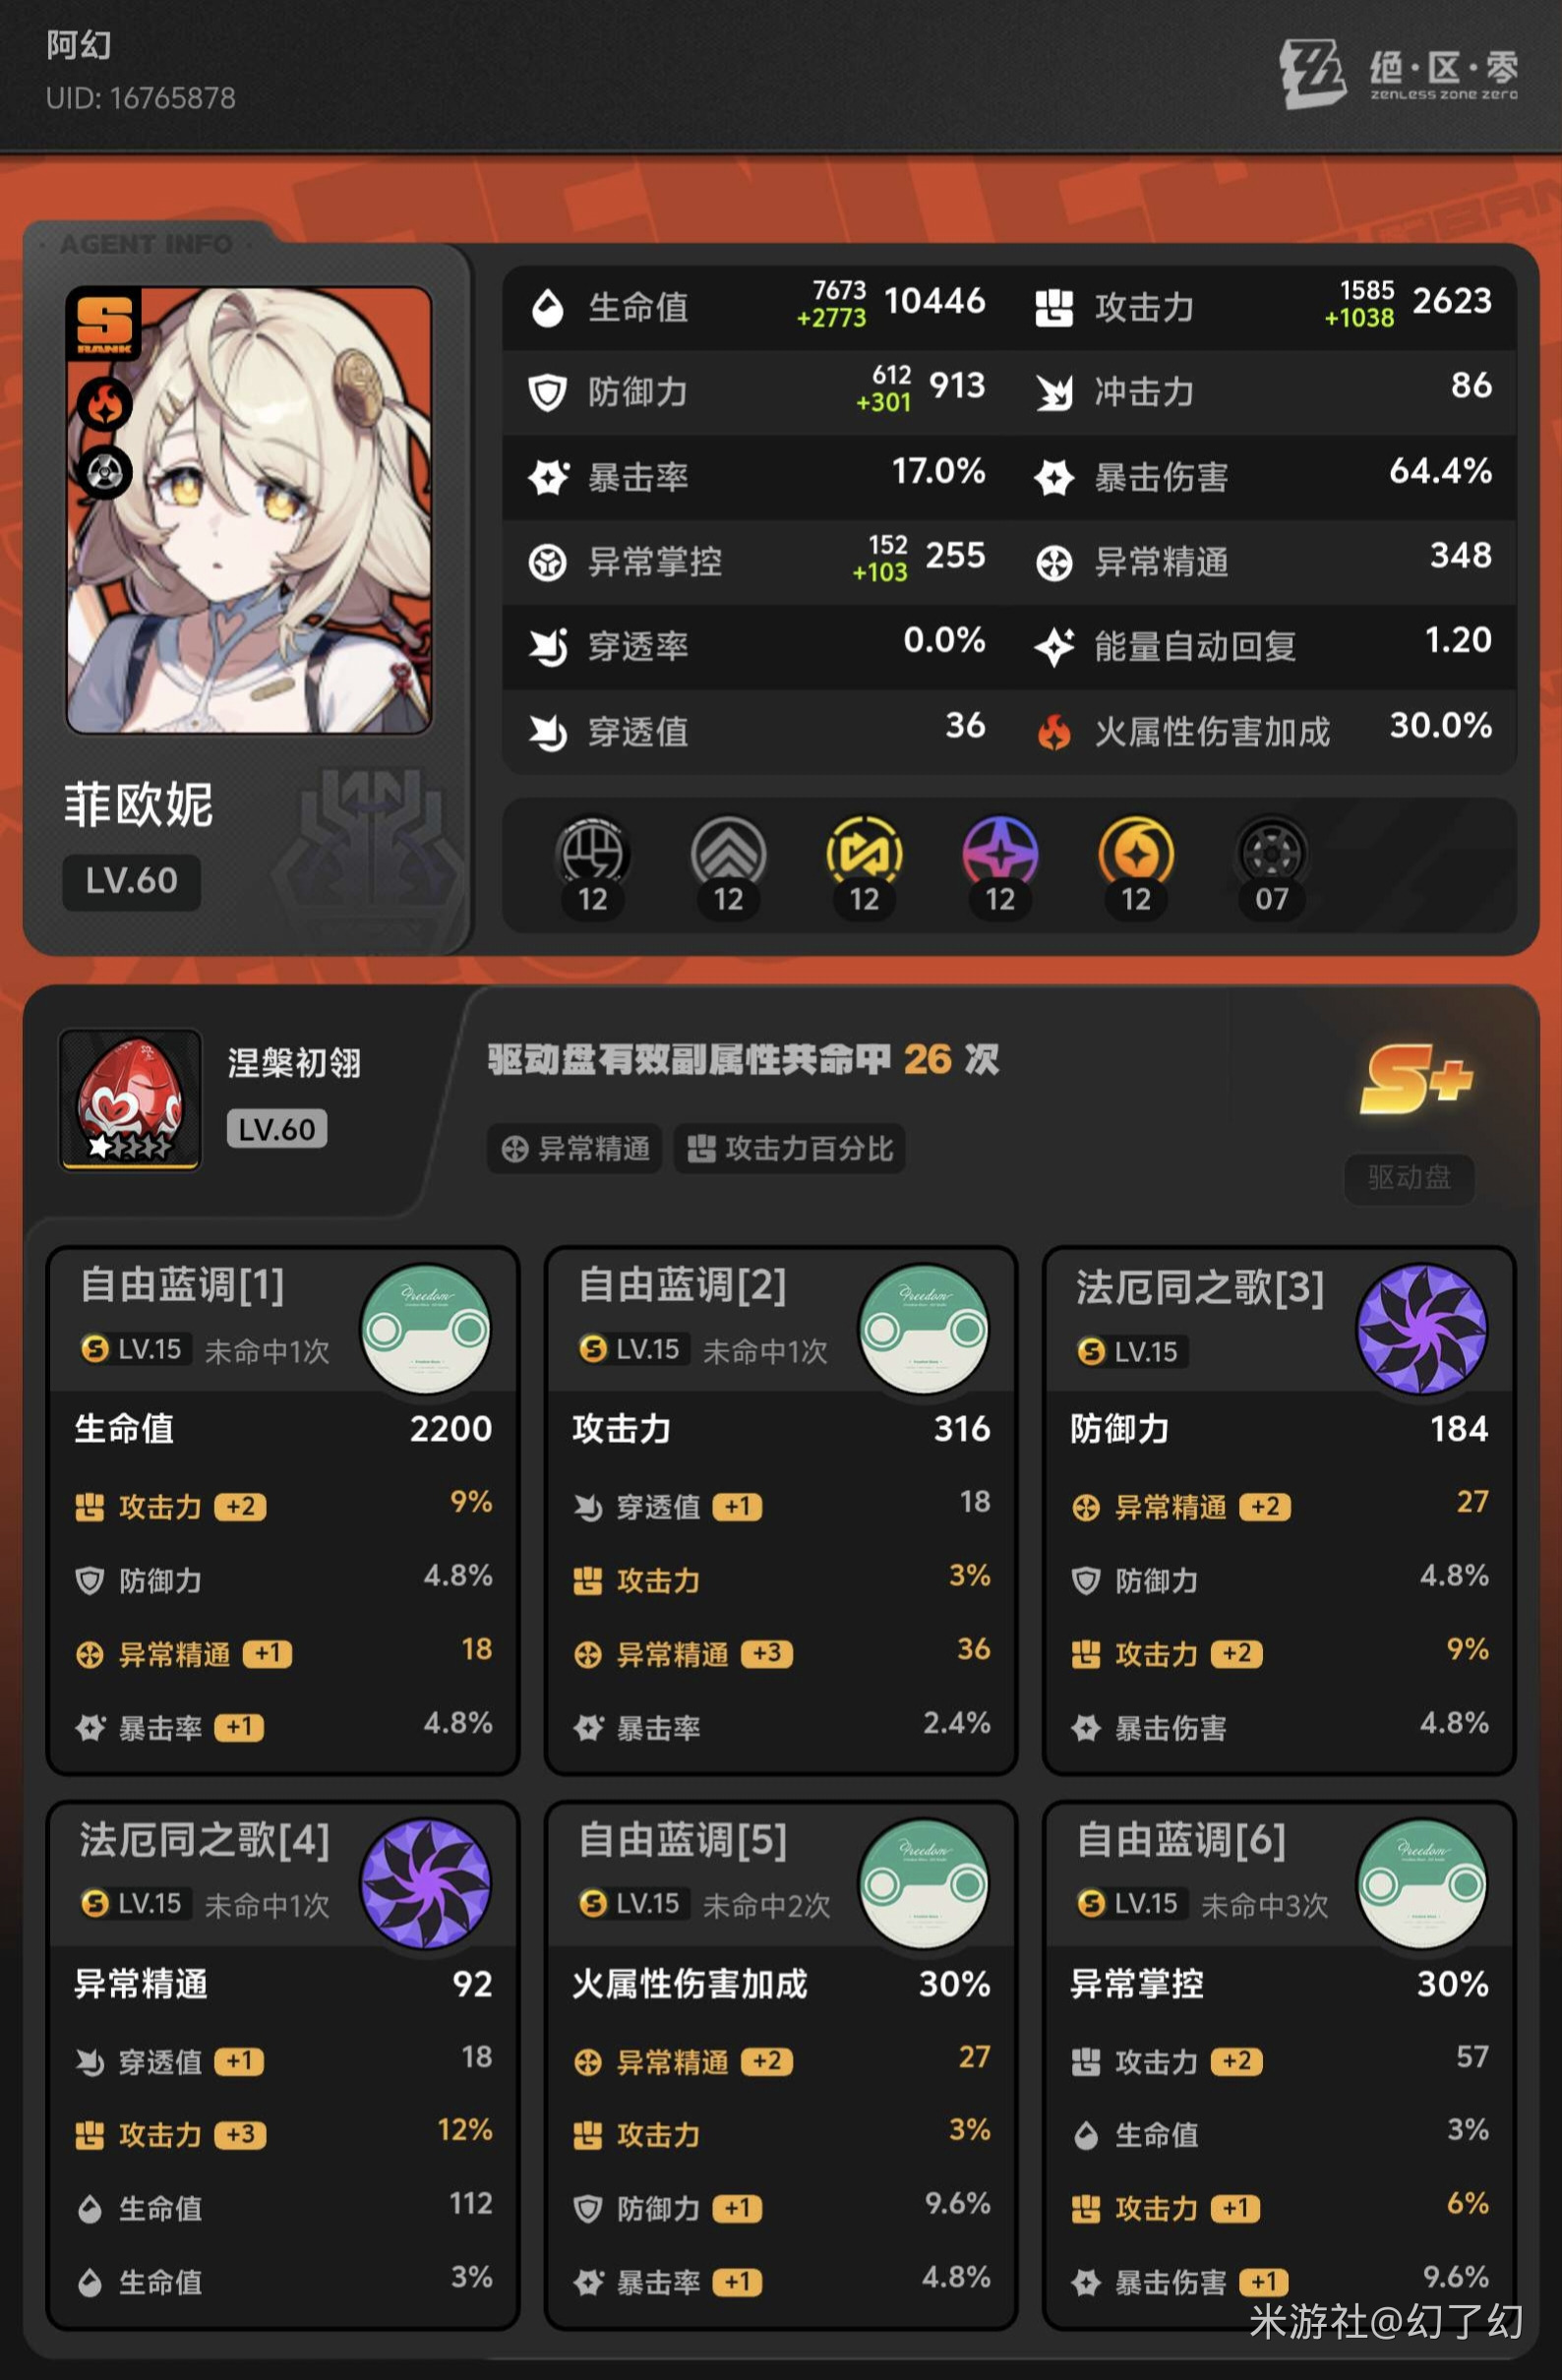 阿幻
UID: 16765878
绝·区·零
ZENLESS ZONE ZERO
AGENT INFO
S
RANK
菲欧妮
LV.60
生命值 7673 +2773 10446
攻击力 1585 +1038 2623
防御力 612 +301 913
冲击力 86
暴击率 17.0%
暴击伤害 64.4%
异常掌控 152 +103 255
异常精通 348
穿透率 0.0%
能量自动回复 1.20
穿透值 36
火属性伤害加成 30.0%
12 12 12 12 12 07
涅槃初翎
LV.60
驱动盘有效副属性共命中 26 次
异常精通 攻击力百分比
S+
驱动盘
自由蓝调[1]
S LV.15 未命中1次
Freedom
生命值 2200
攻击力 +2 9%
防御力 4.8%
异常精通 +1 18
暴击率 +1 4.8%
自由蓝调[2]
S LV.15 未命中1次
Freedom
攻击力 316
穿透值 +1 18
攻击力 3%
异常精通 +3 36
暴击率 2.4%
法厄同之歌[3]
S LV.15
防御力 184
异常精通 +2 27
防御力 4.8%
攻击力 +2 9%
暴击伤害 4.8%
法厄同之歌[4]
S LV.15 未命中1次
异常精通 92
穿透值 +1 18
攻击力 +3 12%
生命值 112
生命值 3%
自由蓝调[5]
S LV.15 未命中2次
Freedom
火属性伤害加成 30%
异常精通 +2 27
攻击力 3%
防御力 +1 9.6%
暴击率 +1 4.8%
自由蓝调[6]
S LV.15 未命中3次
Freedom
异常掌控 30%
攻击力 +2 57
生命值 3%
攻击力 +1 6%
暴击伤害 +1 9.6%
米游社@幻了幻